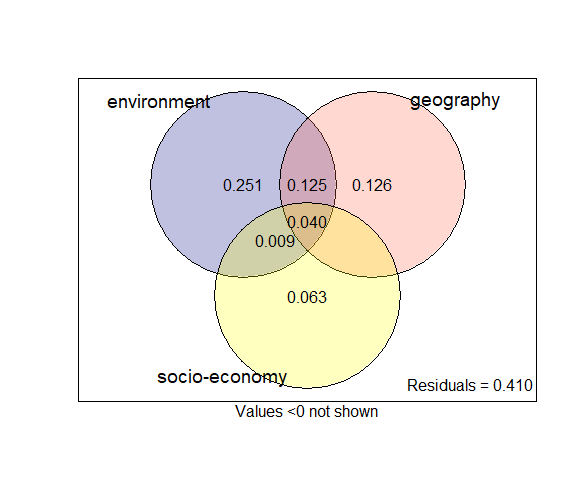 environment
geography
0.251
0.125
0.126
0.040
0.009
0.063
socio-economy
Residuals = 0.410
Values <0 not shown